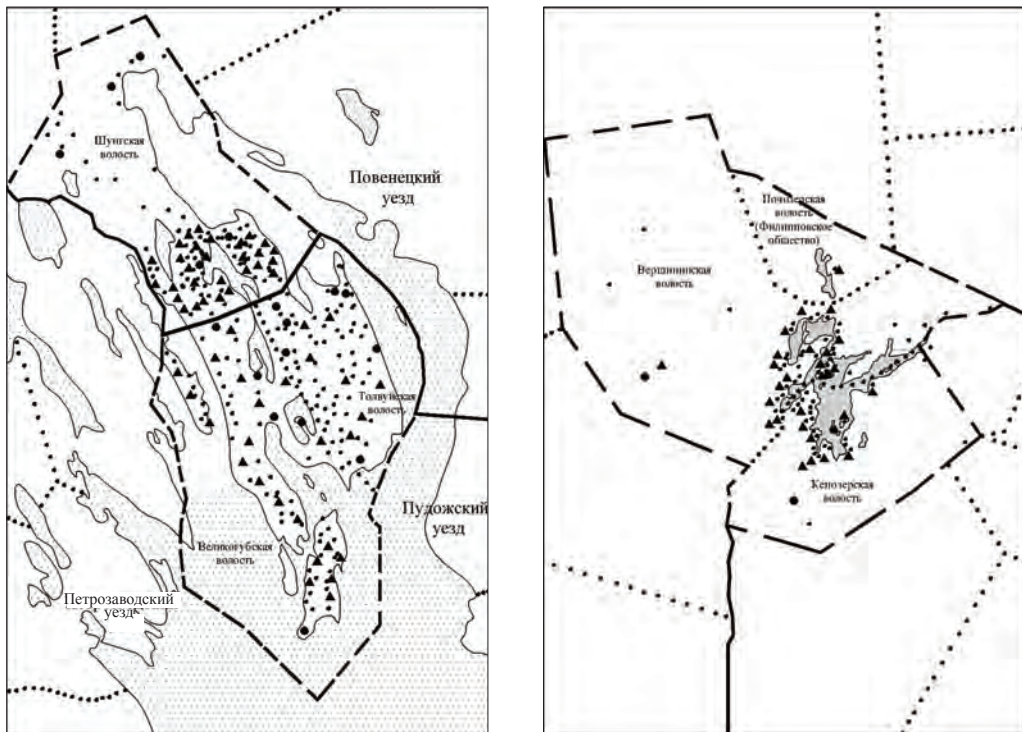 Шунгская
волость
Повенецкий
уезд
Толвуйская
волость
Пудожский
уезд
Великогубская
волость
Петрозаводский
уезд
Почозерская
волость
(Филипповское
общество)
Вершининская
волость
Кенозерская
волость